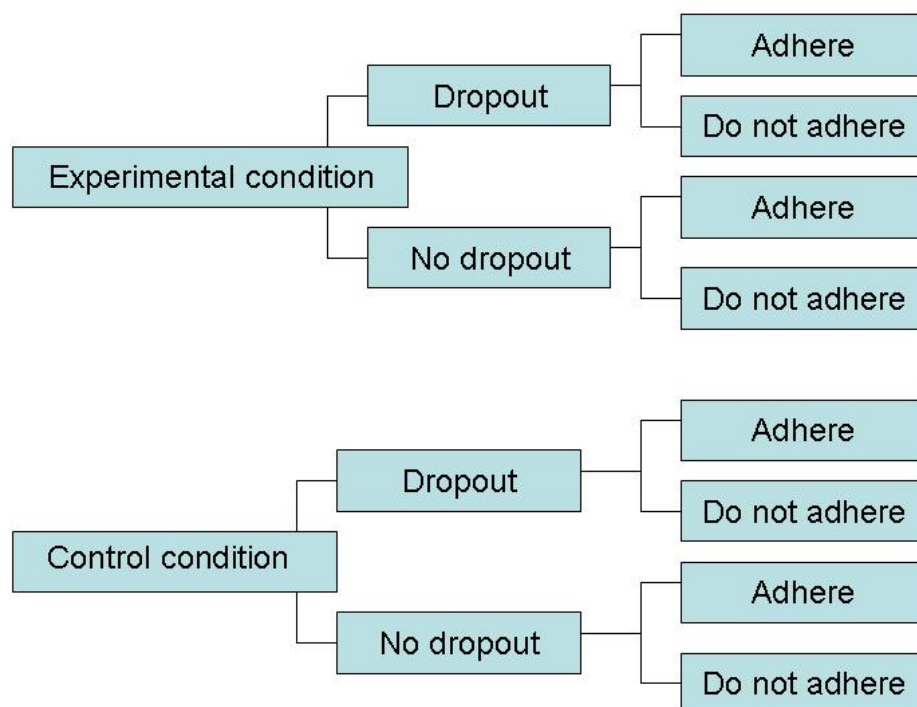 Adhere
Dropout
Do not adhere
Experimental condition
Adhere
No dropout
Do not adhere
Adhere
Dropout
Do not adhere
Control condition
Adhere
No dropout
Do not adhere